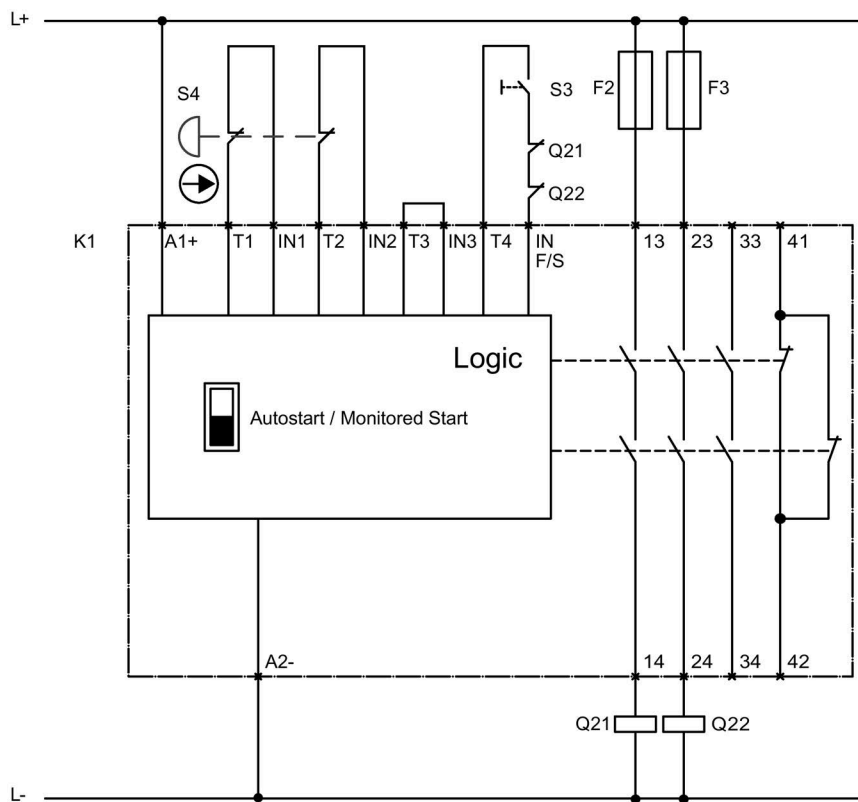 L+
S4
S3
F2
F3
Q21
Q22
K1
A1+
T1
IN1
T2
IN2
T3
IN3
T4
IN
F/S
13
23
33
41
Logic
Autostart / Monitored Start
A2-
14
24
34
42
Q21
Q22
L-